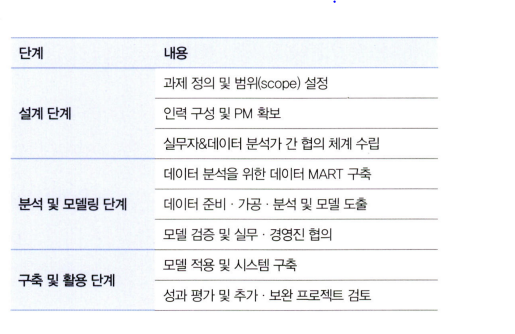 단계 내용
과제 정의 및 범위(scope) 설정
설계 단계 인력 구성 및 PM 확보
실무자&데이터 분석가 간 협의 체계 수립
데이터 분석을 위한 데이터 MART 구축
분석 및 모델링 단계 데이터 준비 · 가공 · 분석 및 모델 도출
모델 검증 및 실무 · 경영진 협의
구축 및 활용 단계 모델 적용 및 시스템 구축
성과 평가 및 추가 · 보완 프로젝트 검토